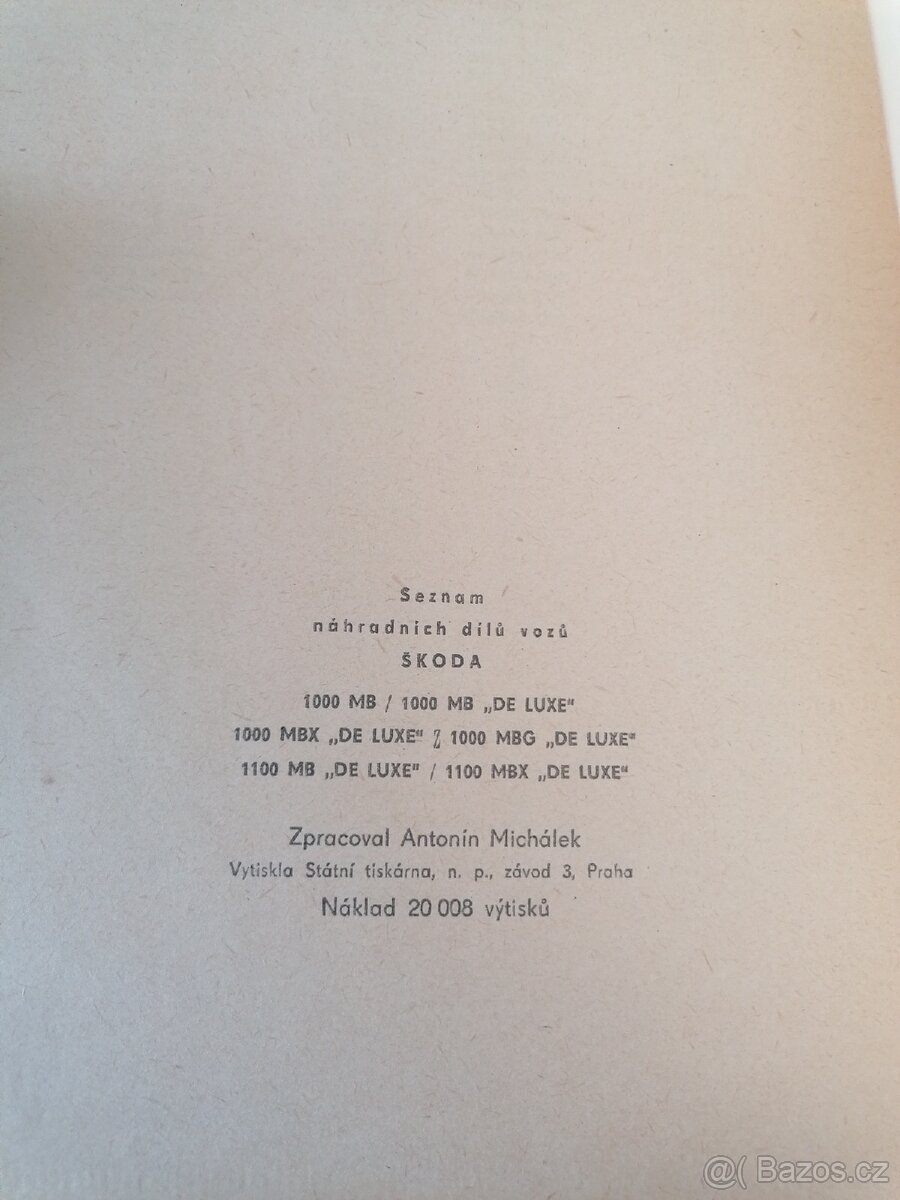 Seznam
náhradních dílů vozů
ŠKODA
1000 MB / 1000 MB „DE LUXE"
1000 MBX „DE LUXE" / 1000 MBG „DE LUXE"
1100 MB „DE LUXE" / 1100 MBX „DE LUXE"
Zpracoval Antonín Michálek
Vytiskla Státní tiskárna, n. p., závod 3, Praha
Náklad 20 008 výtisků
@( Bazos.cz